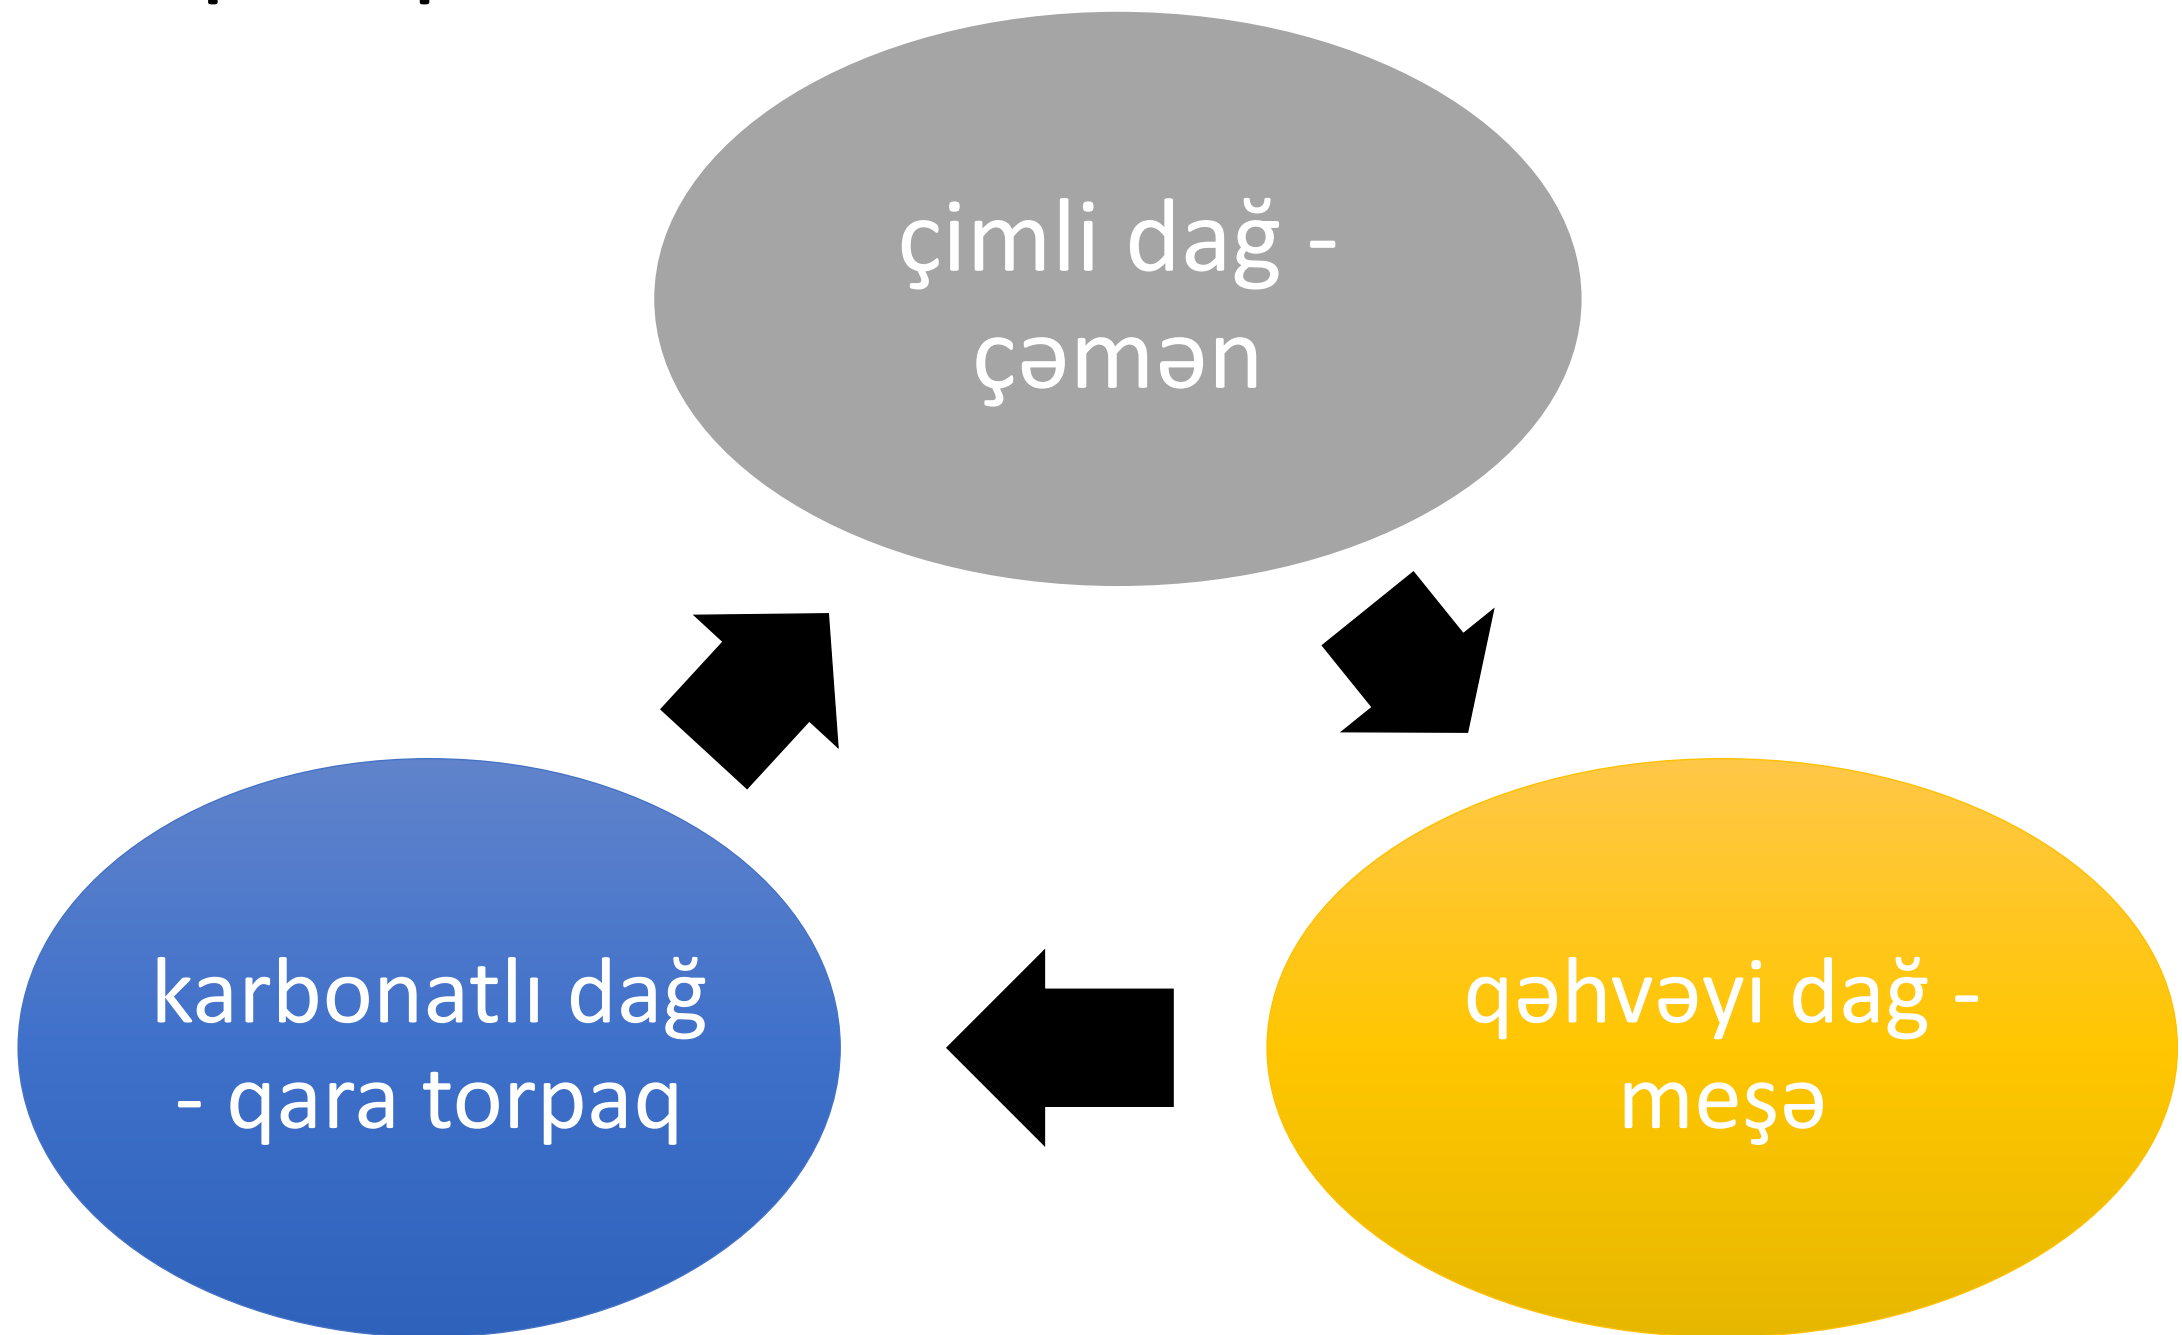 çimli dağ -
çəmən
karbonatlı dağ
- qara torpaq
qəhvəyi dağ -
meşə